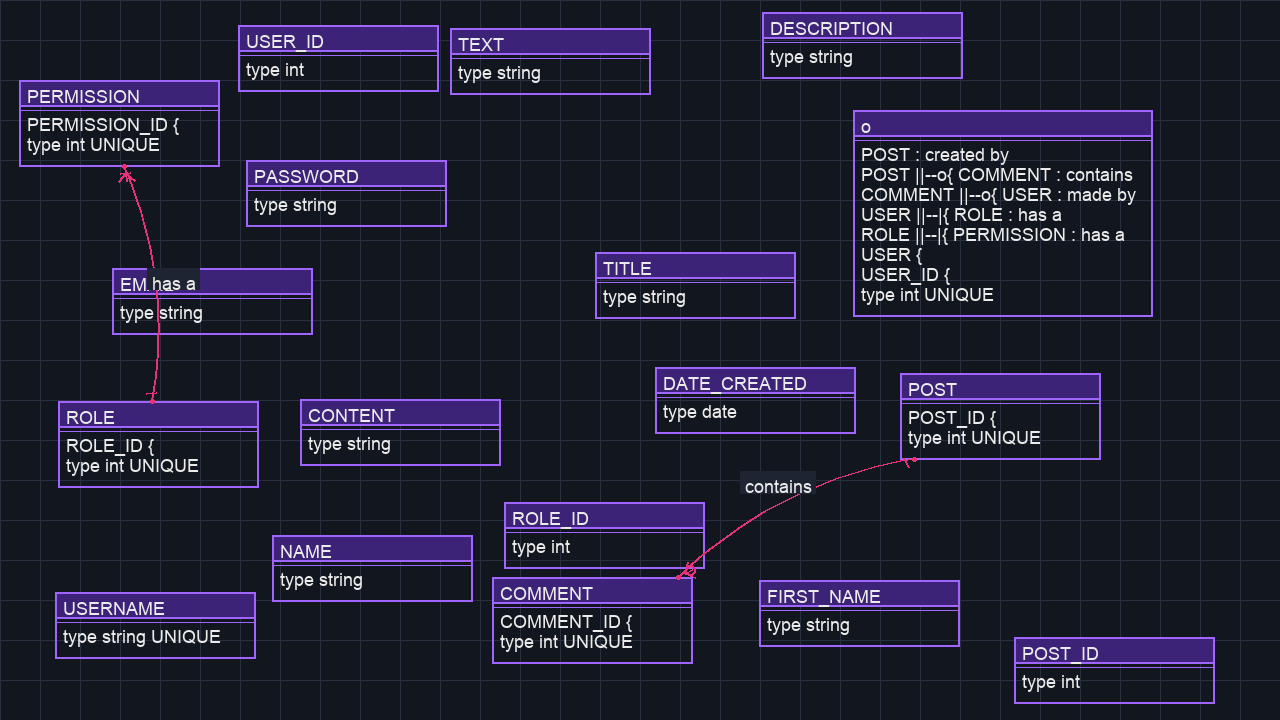 USER_ID
type int
TEXT
type string
DESCRIPTION
type string
PERMISSION
PERMISSION_ID {
type int UNIQUE
o
POST : created by
POST ||--o{ COMMENT : contains
COMMENT ||--o{ USER : made by
USER ||--|{ ROLE : has a
ROLE ||--|{ PERMISSION : has a
USER {
USER_ID {
type int UNIQUE
PASSWORD
type string
TITLE
type string
has a
type string
DATE_CREATED
type date
POST
POST_ID {
type int UNIQUE
ROLE
ROLE_ID {
type int UNIQUE
CONTENT
type string
contains
ROLE_ID
type int
NAME
type string
USERNAME
type string UNIQUE
COMMENT
COMMENT_ID {
type int UNIQUE
FIRST_NAME
type string
POST_ID
type int